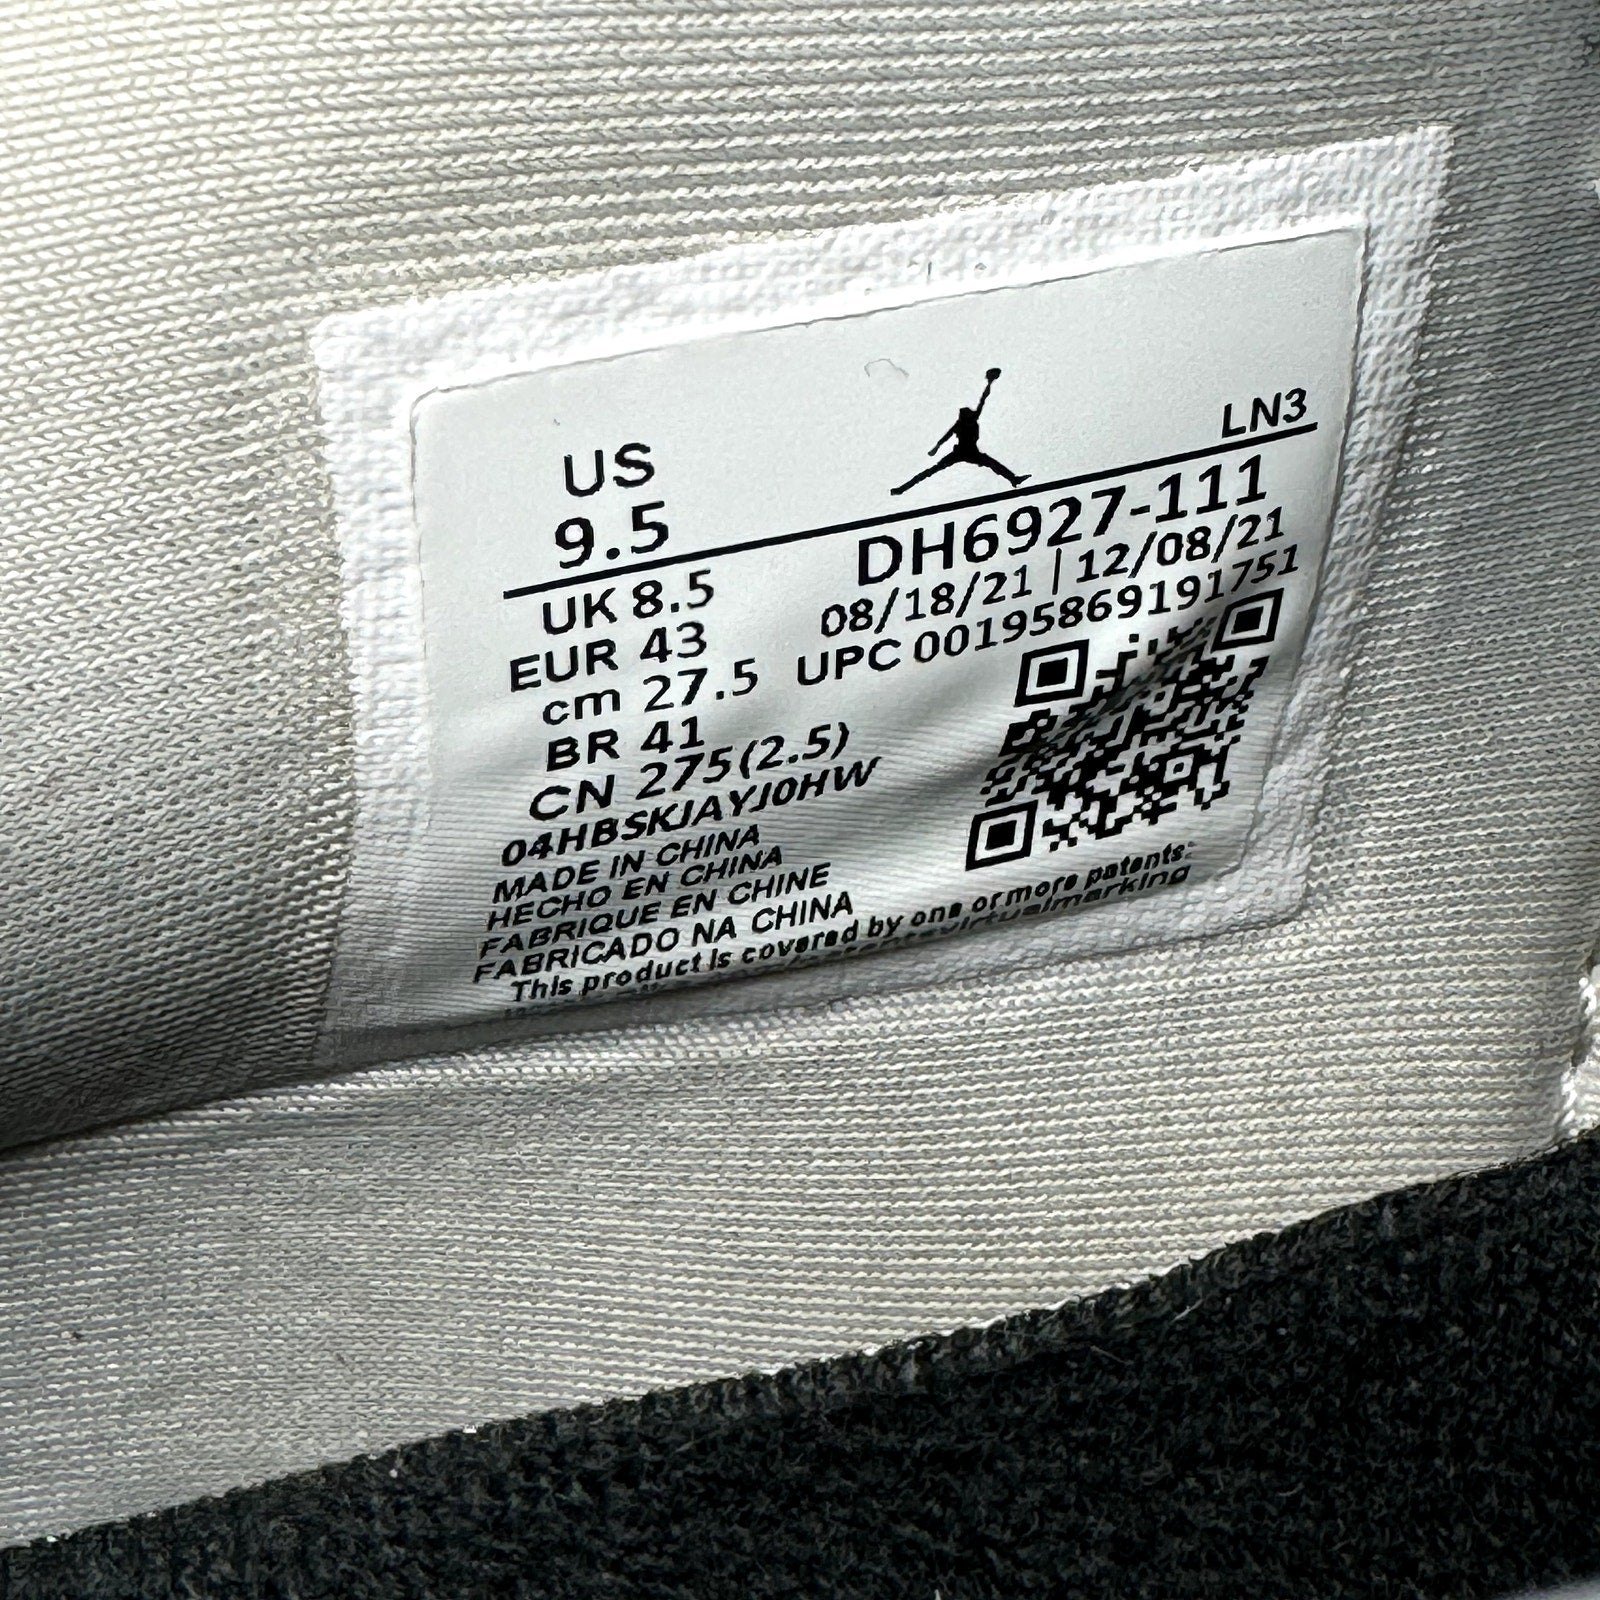 US
9.5
LN3
UK 8.5
EUR 43
cm 27.5
BR 41
CN 275(2.5)
DH6927-111
08/18/21 | 12/08/21
UPC 00195869191751
04HBSKJAYJ0HW
MADE IN CHINA
HECHO EN CHINA
FABRIQUE EN CHINE
FABRICADO NA CHINA
This product is covered by one or more patents: